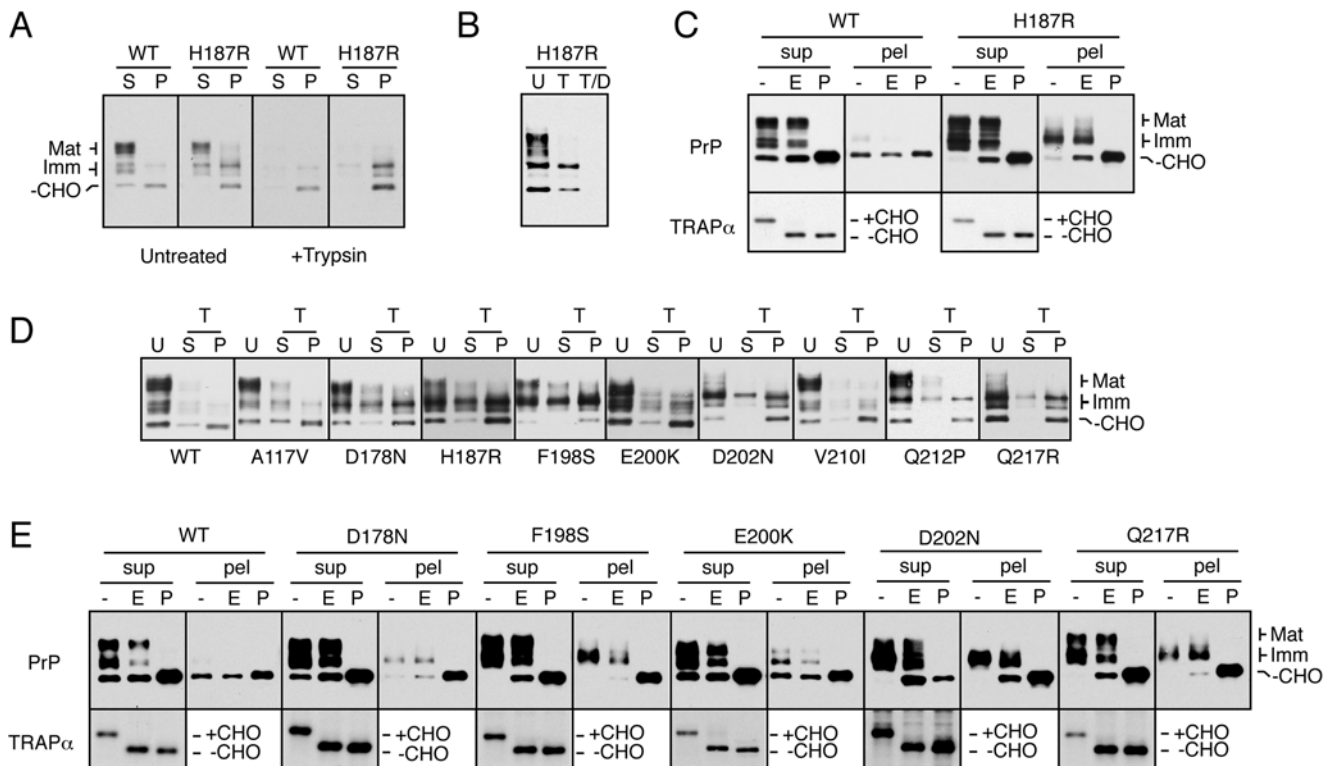 A
WT H187R WT H187R
S P S P S P S P
Mat
Imm
-CHO
Untreated +Trypsin
B
H187R
U T T/D
C
WT H187R
sup pel sup pel
- E P - E P - E P - E P
PrP
Mat
Imm
-CHO
TRAPα
+CHO
-CHO
+CHO
-CHO
D
T T T T T T T T T T
U S P U S P U S P U S P U S P U S P U S P U S P U S P U S P
Mat
Imm
-CHO
WT A117V D178N H187R F198S E200K D202N V210I Q212P Q217R
E
WT D178N F198S E200K D202N Q217R
sup pel sup pel sup pel sup pel sup pel sup pel
- E P - E P - E P - E P - E P - E P - E P - E P - E P - E P - E P - E P
PrP
Mat
Imm
-CHO
TRAPα
+CHO +CHO +CHO +CHO +CHO +CHO
-CHO -CHO -CHO -CHO -CHO -CHO